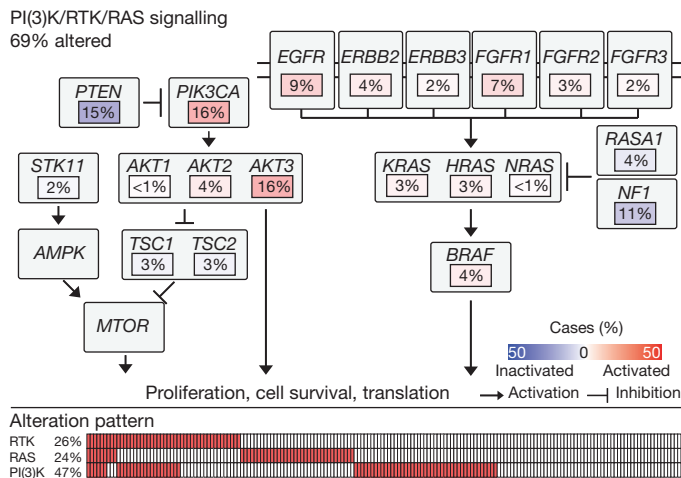 PI(3)K/RTK/RAS signalling
69% altered
EGFR ERBB2 ERBB3 FGFR1 FGFR2 FGFR3
9% 4% 2% 7% 3% 2%
PTEN PIK3CA
15% 16%
RASA1
4%
STK11 AKT1 AKT2 AKT3 KRAS HRAS NRAS
2% <1% 4% 16% 3% 3% <1%
NF1
11%
AMPK TSC1 TSC2 BRAF
3% 3% 4%
MTOR
Cases (%)
50 0 50
Inactivated Activated
Proliferation, cell survival, translation
Activation Inhibition
Alteration pattern
RTK 26%
RAS 24%
PI(3)K 47%